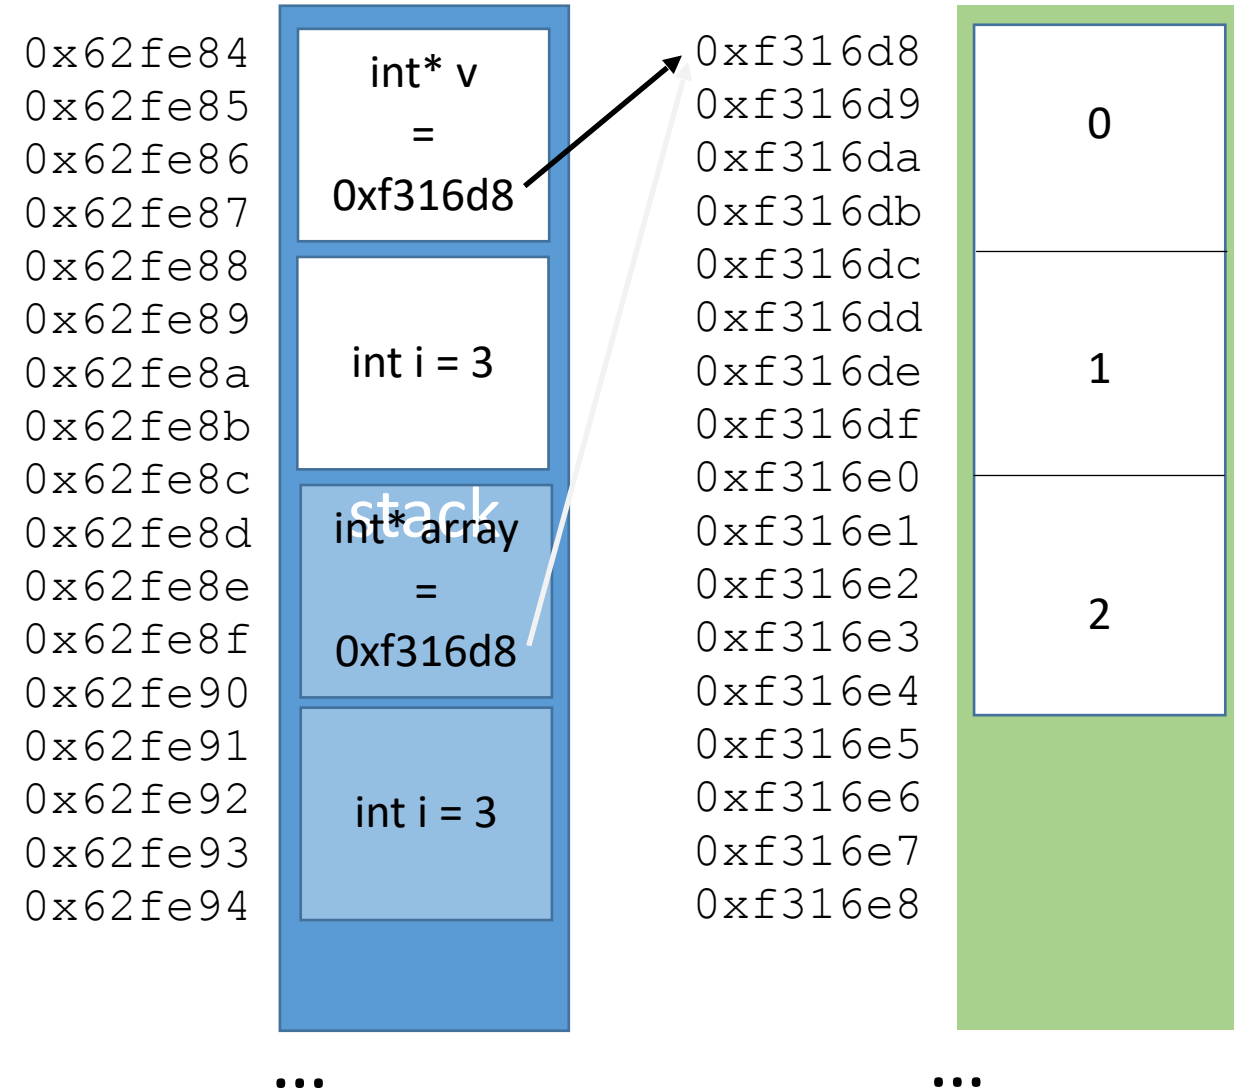 0x62fe84
0x62fe85
0x62fe86
0x62fe87
0x62fe88
0x62fe89
0x62fe8a
0x62fe8b
0x62fe8c
0x62fe8d
0x62fe8e
0x62fe8f
0x62fe90
0x62fe91
0x62fe92
0x62fe93
0x62fe94
int* v
=
0xf316d8
int i = 3
stack
int* array
=
0xf316d8
int i = 3
...
0xf316d8
0xf316d9
0xf316da
0xf316db
0xf316dc
0xf316dd
0xf316de
0xf316df
0xf316e0
0xf316e1
0xf316e2
0xf316e3
0xf316e4
0xf316e5
0xf316e6
0xf316e7
0xf316e8
0
1
2
...